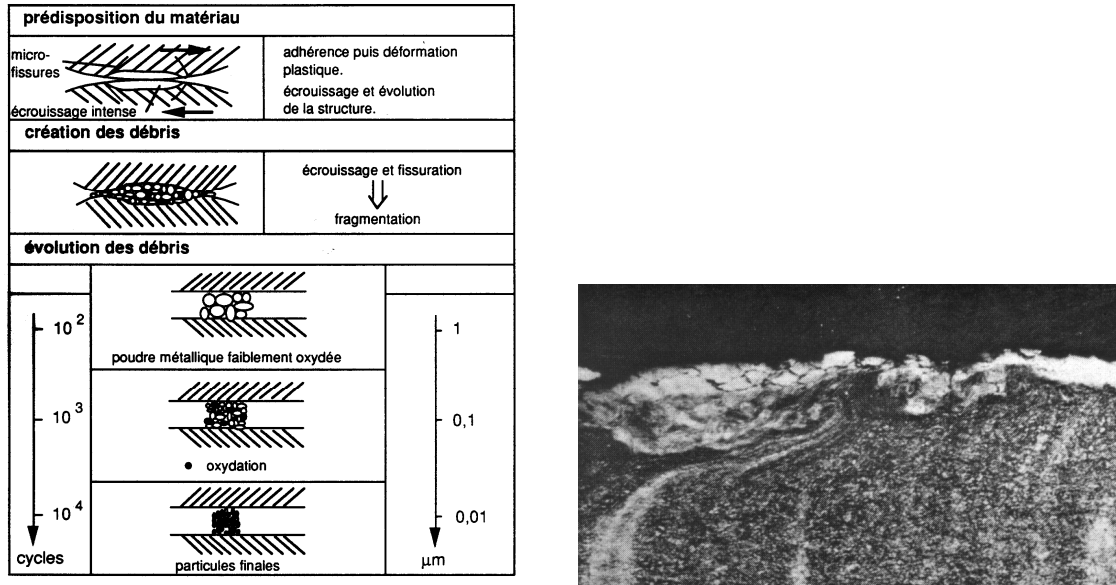 prédisposition du matériau
micro-
fissures
écrouissage intense
adhérence puis déformation
plastique.
écrouissage et évolution
de la structure.
création des débris
écrouissage et fissuration
fragmentation
évolution des débris
10²
10³
10⁴
cycles
poudre métallique faiblement oxydée
oxydation
particules finales
1
0,1
0,01
µm